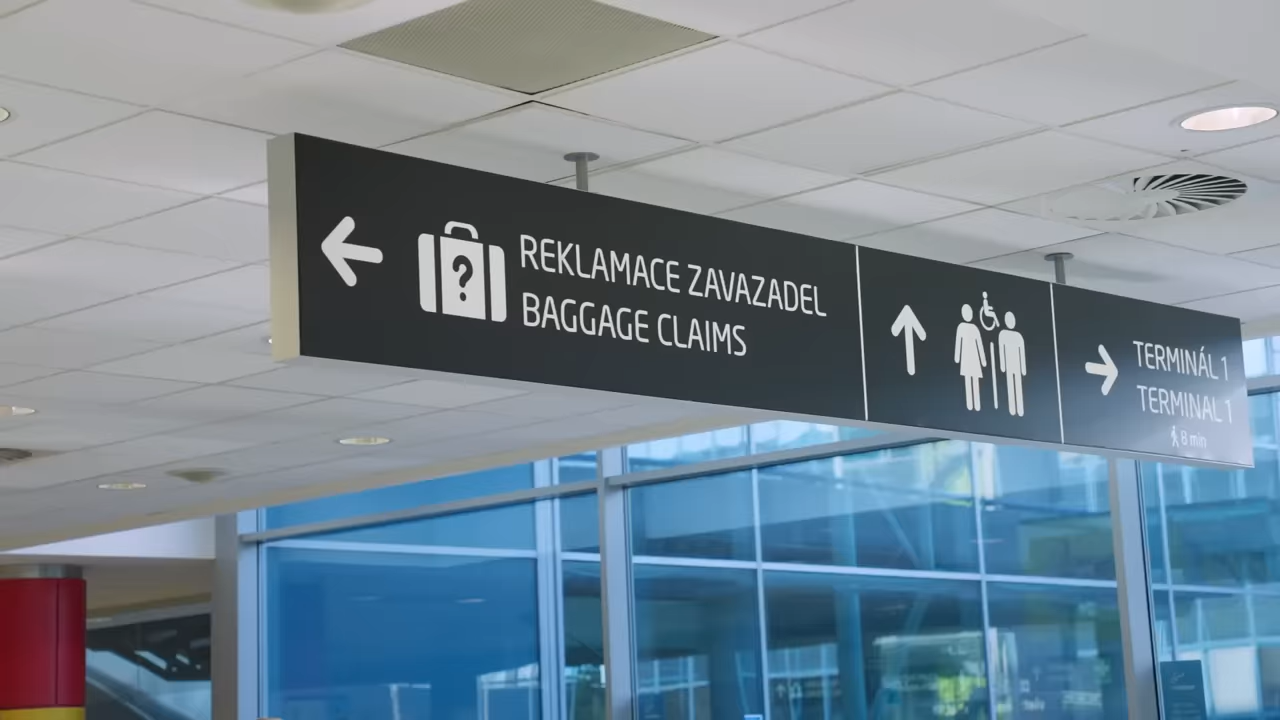 REKLAMACE ZAVAZADEL
BAGGAGE CLAIMS
TERMINÁL 1
TERMINAL 1
8 min